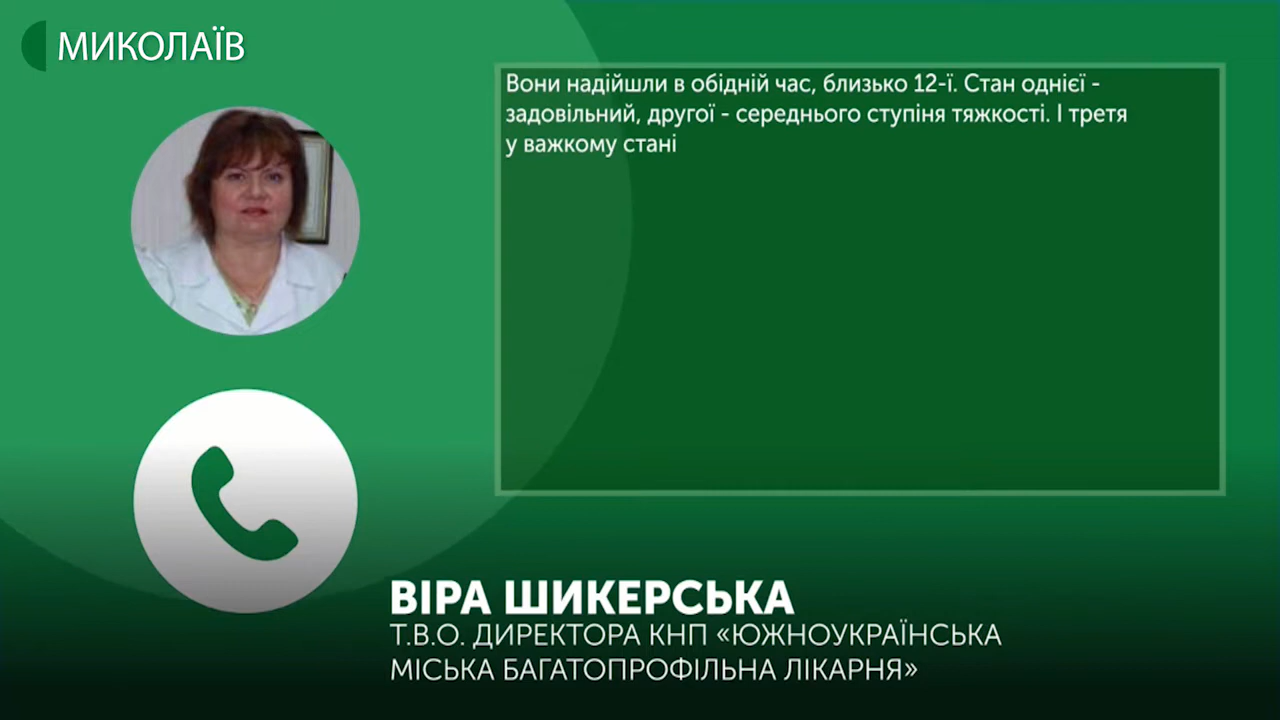 МИКОЛАЇВ
Вони надійшли в обідній час, близько 12-ї. Стан однієї -
задовільний, другої - середнього ступіня тяжкості. І третя
у важкому стані
ВІРА ШИКЕРСЬКА
Т.В.О. ДИРЕКТОРА КНП «ЮЖНОУКРАЇНСЬКА
МІСЬКА БАГАТОПРОФІЛЬНА ЛІКАРНЯ»